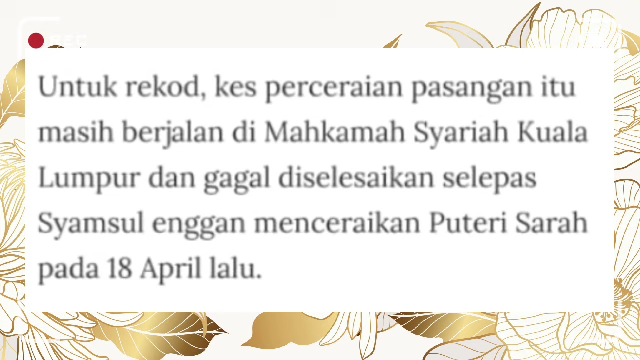 Untuk rekod, kes perceraian pasangan itu
masih berjalan di Mahkamah Syariah Kuala
Lumpur dan gagal diselesaikan selepas
Syamsul enggan menceraikan Puteri Sarah
pada 18 April lalu.